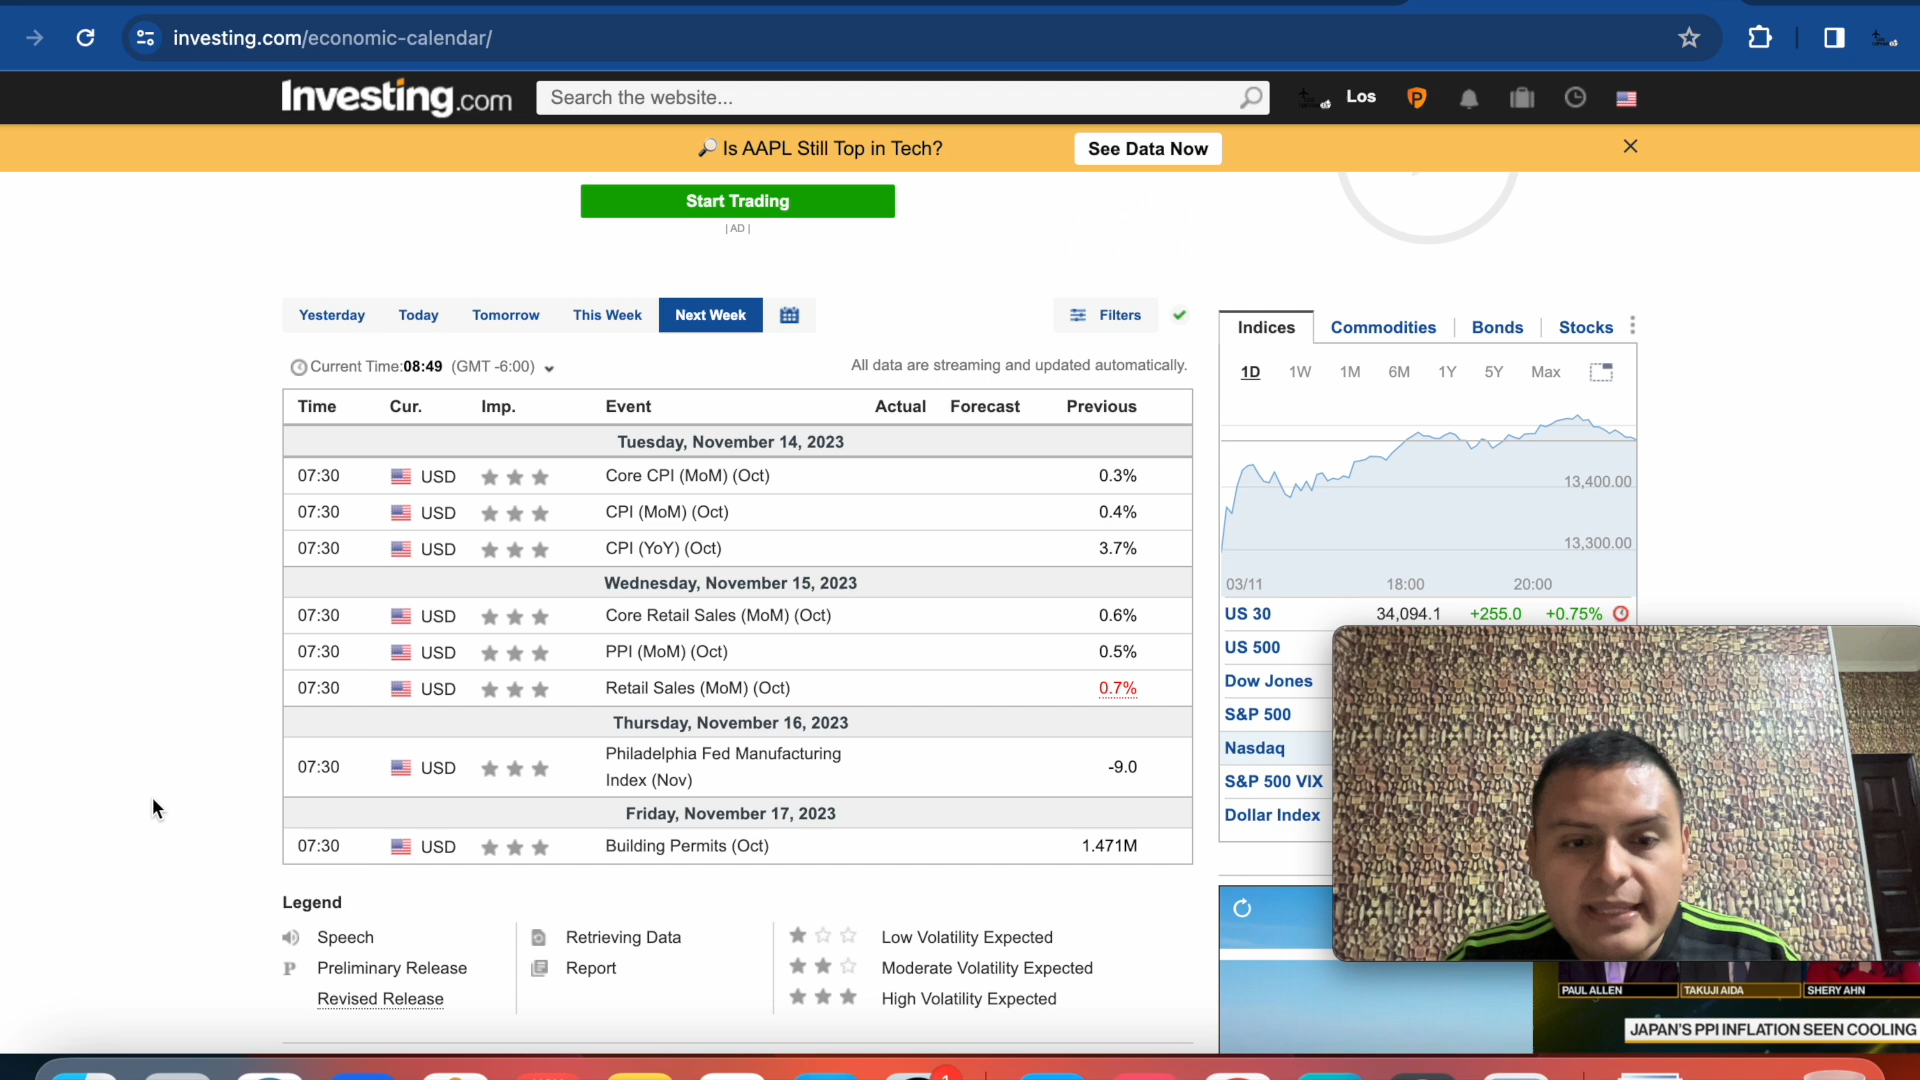 investing.com/economic-calendar/
Investing.com
Search the website...
Los
🔎 Is AAPL Still Top in Tech?
See Data Now
Start Trading
| AD |
Yesterday Today Tomorrow This Week Next Week
Filters
Current Time:08:49 (GMT -6:00)
All data are streaming and updated automatically.
Time Cur. Imp. Event Actual Forecast Previous
Tuesday, November 14, 2023
07:30 USD Core CPI (MoM) (Oct) 0.3%
07:30 USD CPI (MoM) (Oct) 0.4%
07:30 USD CPI (YoY) (Oct) 3.7%
Wednesday, November 15, 2023
07:30 USD Core Retail Sales (MoM) (Oct) 0.6%
07:30 USD PPI (MoM) (Oct) 0.5%
07:30 USD Retail Sales (MoM) (Oct) 0.7%
Thursday, November 16, 2023
07:30 USD Philadelphia Fed Manufacturing
Index (Nov) -9.0
Friday, November 17, 2023
07:30 USD Building Permits (Oct) 1.471M
Legend
Speech
Preliminary Release
Revised Release
Retrieving Data
Report
Low Volatility Expected
Moderate Volatility Expected
High Volatility Expected
Indices Commodities Bonds Stocks
1D 1W 1M 6M 1Y 5Y Max
13,400.00
13,300.00
03/11 18:00 20:00
US 30 34,094.1 +255.0 +0.75%
US 500
Dow Jones
S&P 500
Nasdaq
S&P 500 VIX
Dollar Index
PAUL ALLEN TAKUJI AIDA SHERY AHN
JAPAN'S PPI INFLATION SEEN COOLING